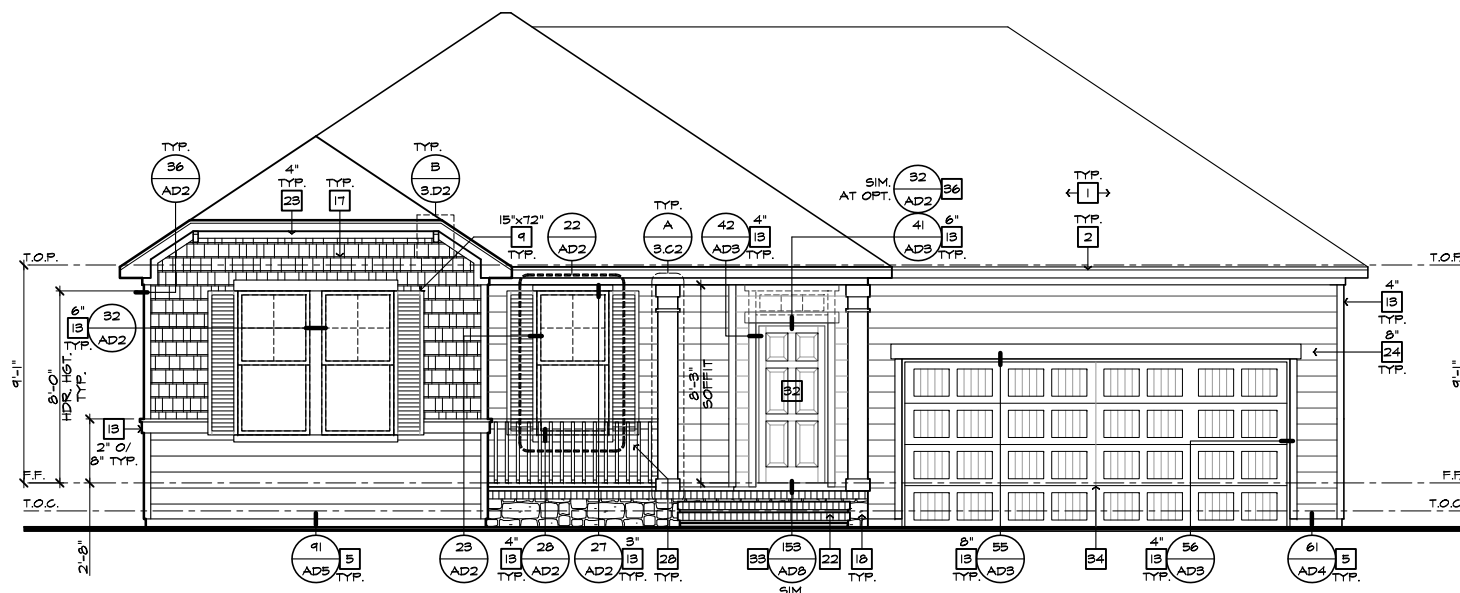 TYP.
36
AD2
4"
TYP.
23
TYP.
17
TYP.
B
3.D2
15"x72"
9
TYP.
22
AD2
TYP.
A
3.C2
42
AD3
4"
13
TYP.
SIM.
AT OPT.
32
AD2
36
41
AD3
6"
13
TYP.
TYP.
1
TYP.
2
T.O.P.
T.O.P.
6"
13
TYP.
32
AD2
9'-1"
8'-0"
HDR. HGT.
TYP.
8'-3"
SOFFIT
32
4"
13
TYP.
8"
24
TYP.
9'-1"
13
2" O/
8" TYP.
F.F.
F.F.
T.O.C.
T.O.C.
2'-8"
91
AD5
5
TYP.
23
AD2
4"
13
TYP.
28
AD2
27
AD2
3"
13
TYP.
28
TYP.
33
153
AD8
SIM
22
18
TYP.
8"
13
TYP.
55
AD3
34
4"
13
TYP.
56
AD3
61
AD4
5
TYP.